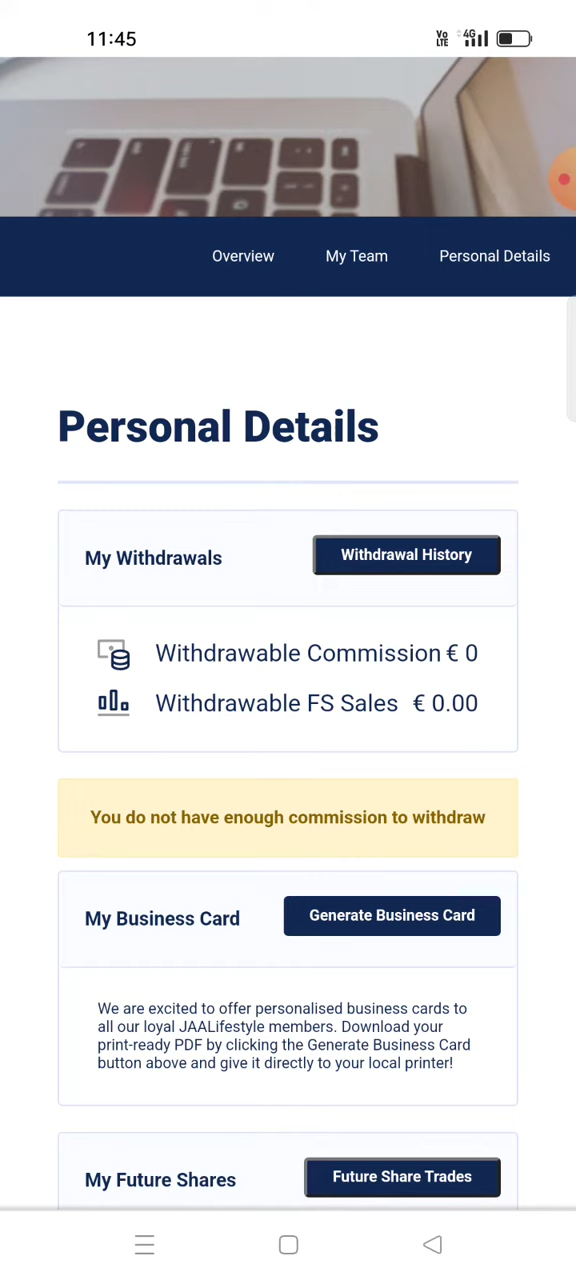 11:45
Vo LTE 4G
Overview My Team Personal Details
Personal Details
My Withdrawals Withdrawal History
Withdrawable Commission € 0
Withdrawable FS Sales € 0.00
You do not have enough commission to withdraw
My Business Card Generate Business Card
We are excited to offer personalised business cards to
all our loyal JAALifestyle members. Download your
print-ready PDF by clicking the Generate Business Card
button above and give it directly to your local printer!
My Future Shares Future Share Trades